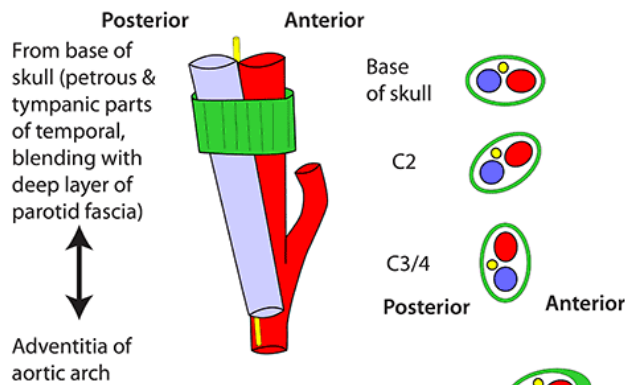 Posterior
Anterior
From base of
skull (petrous &
tympanic parts
of temporal,
blending with
deep layer of
parotid fascia)
Adventitia of
aortic arch
Base
of skull
C2
C3/4
Posterior
Anterior